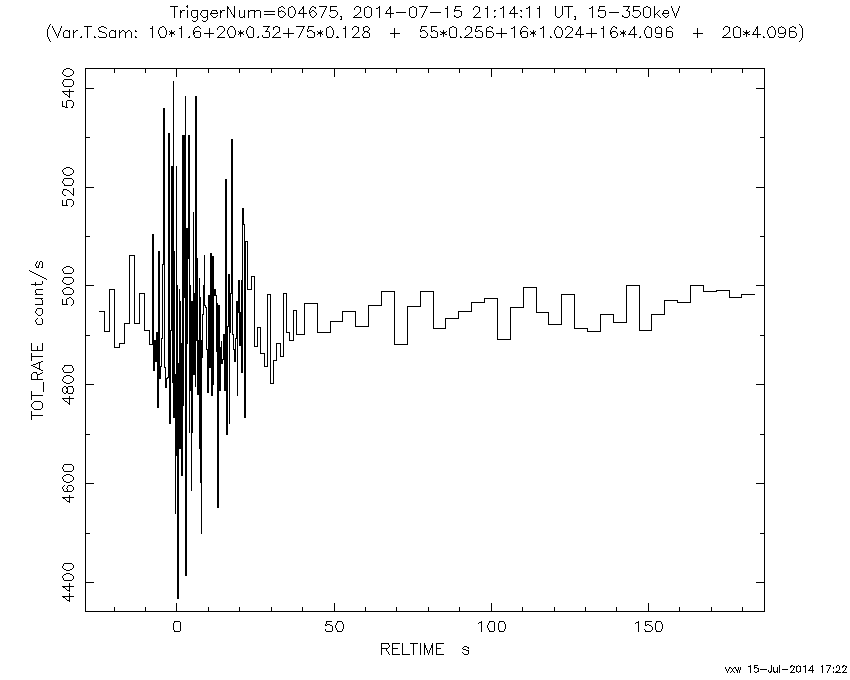 TriggerNum=604675, 2014-07-15 21:14:11 UT, 15-350keV
(Var.T.Sam: 10*1.6+20*0.32+75*0.128 + 55*0.256+16*1.024+16*4.096 + 20*4.096)
TOT_RATE count/s
5400
5200
5000
4800
4600
4400
0 50 100 150
RELTIME s
vxw 15-Jul-2014 17:22